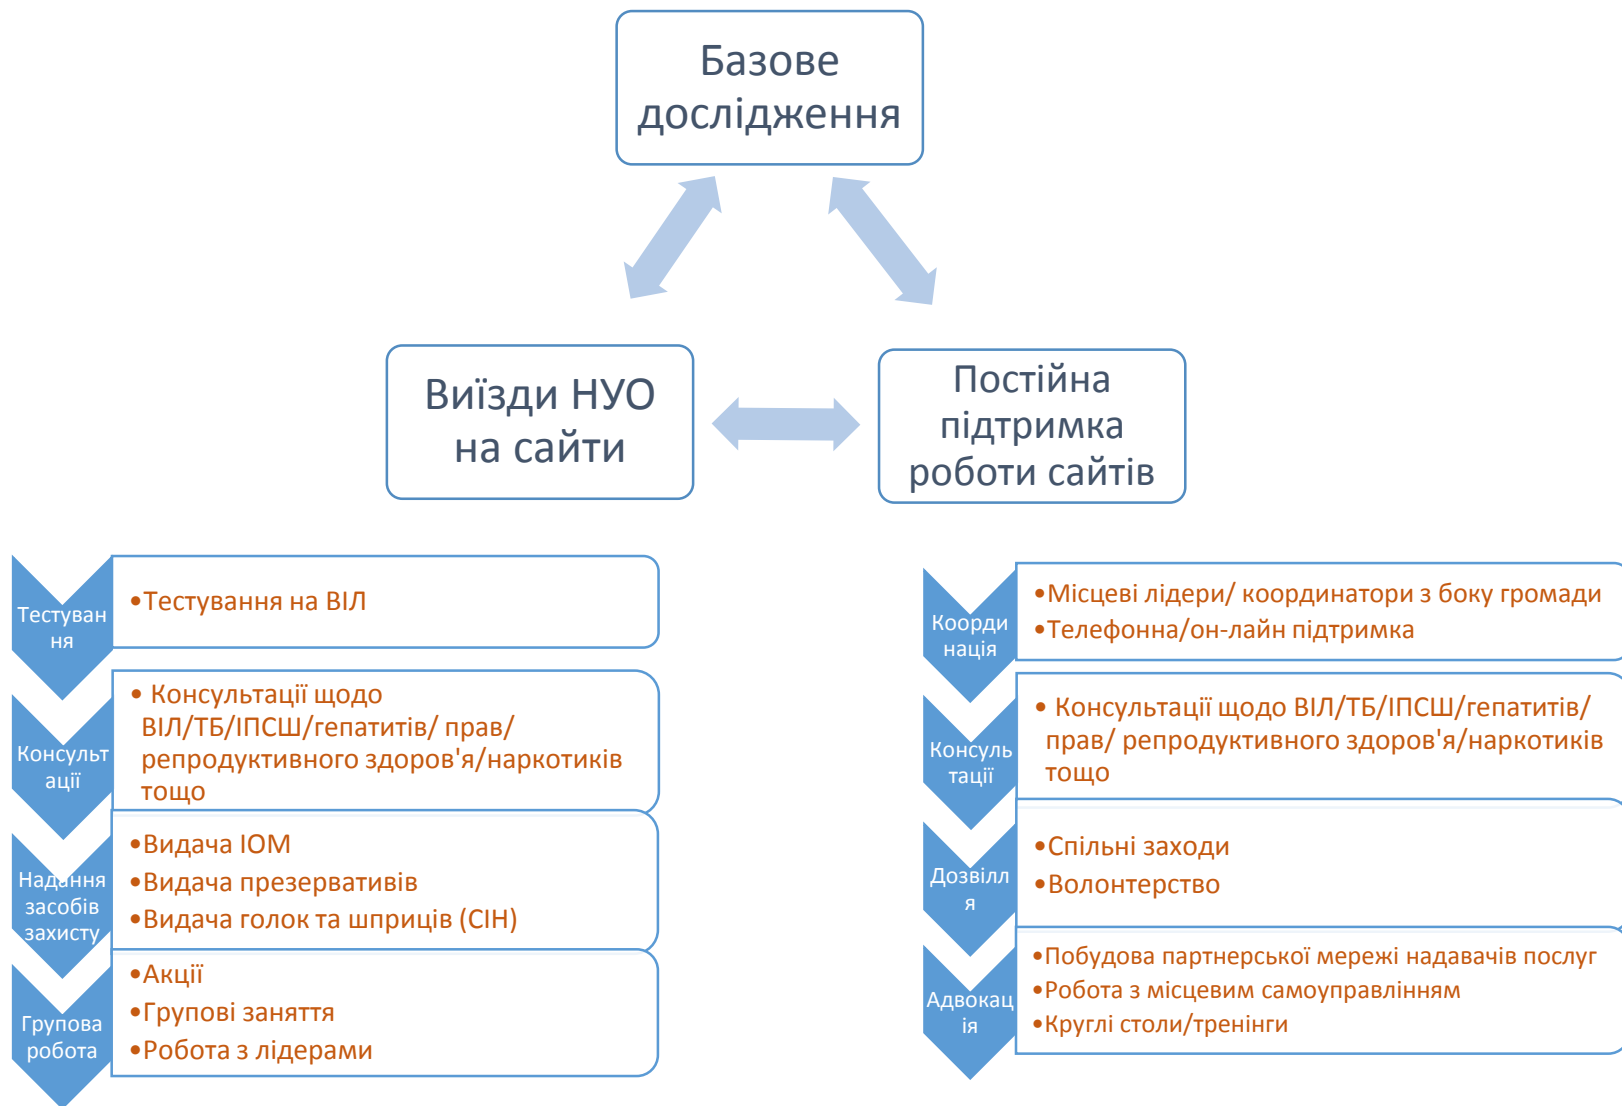 Базове
дослідження
Виїзди НУО
на сайти
Постійна
підтримка
роботи сайтів
Тестуван
ня
•Тестування на ВІЛ
Консульт
ації
• Консультації щодо
ВІЛ/ТБ/ІПСШ/гепатитів/ прав/
репродуктивного здоров'я/наркотиків
тощо
Надання
засобів
захисту
•Видача ІОМ
•Видача презервативів
•Видача голок та шприців (СІН)
Групова
робота
•Акції
•Групові заняття
•Робота з лідерами
Коорди
нація
•Місцеві лідери/ координатори з боку громади
•Телефонна/он-лайн підтримка
Консуль
тації
• Консультації щодо ВІЛ/ТБ/ІПСШ/гепатитів/
прав/ репродуктивного здоров'я/наркотиків
тощо
Дозвілл
я
•Спільні заходи
•Волонтерство
Адвокац
ія
•Побудова партнерської мережі надавачів послуг
•Робота з місцевим самоуправлінням
•Круглі столи/тренінги